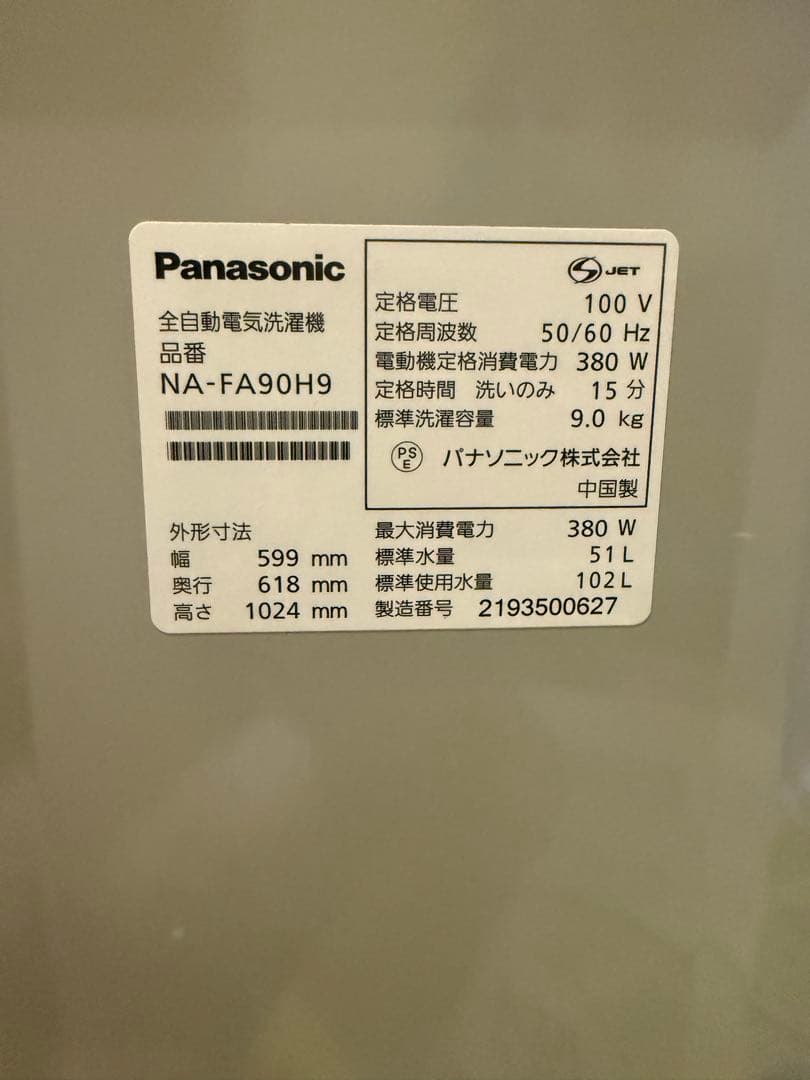 Panasonic
全自動電気洗濯機
品番
NA-FA90H9
S JET
定格電圧 100 V
定格周波数 50/60 Hz
電動機定格消費電力 380 W
定格時間 洗いのみ 15 分
標準洗濯容量 9.0 kg
PSE パナソニック株式会社
中国製
外形寸法
幅 599 mm
奥行 618 mm
高さ 1024 mm
最大消費電力 380 W
標準水量 51 L
標準使用水量 102 L
製造番号 2193500627